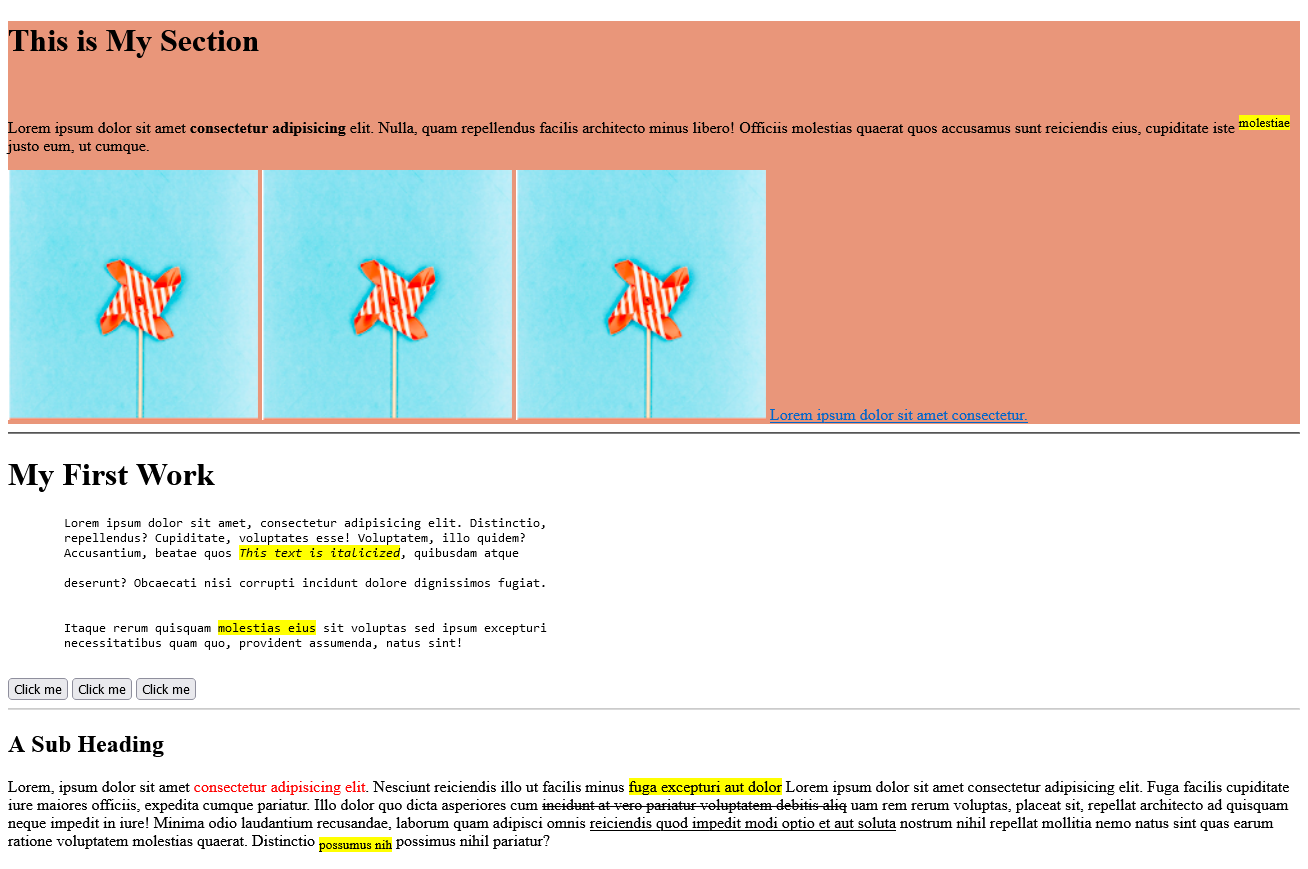 This is My Section
Lorem ipsum dolor sit amet consectetur adipisicing elit. Nulla, quam repellendus facilis architecto minus libero! Officiis molestias quaerat quos accusamus sunt reiciendis eius, cupiditate iste molestiae
justo eum, ut cumque.
Lorem ipsum dolor sit amet consectetur.
My First Work
Lorem ipsum dolor sit amet, consectetur adipisicing elit. Distinctio,
repellendus? Cupiditate, voluptates esse! Voluptatem, illo quidem?
Accusantium, beatae quos This text is italicized, quibusdam atque
deserunt? Obcaecati nisi corrupti incidunt dolore dignissimos fugiat.
Itaque rerum quisquam molestias eius sit voluptas sed ipsum excepturi
necessitatibus quam quo, provident assumenda, natus sint!
Click me Click me Click me
A Sub Heading
Lorem, ipsum dolor sit amet consectetur adipisicing elit. Nesciunt reiciendis illo ut facilis minus fuga excepturi aut dolor Lorem ipsum dolor sit amet consectetur adipisicing elit. Fuga facilis cupiditate
iure maiores officiis, expedita cumque pariatur. Illo dolor quo dicta asperiores cum incidunt at vero pariatur voluptatem debitis aliq uam rem rerum voluptas, placeat sit, repellat architecto ad quisquam
neque impedit in iure! Minima odio laudantium recusandae, laborum quam adipisci omnis reiciendis quod impedit modi optio et aut soluta nostrum nihil repellat mollitia nemo natus sint quas earum
ratione voluptatem molestias quaerat. Distinctio possumus nih possimus nihil pariatur?